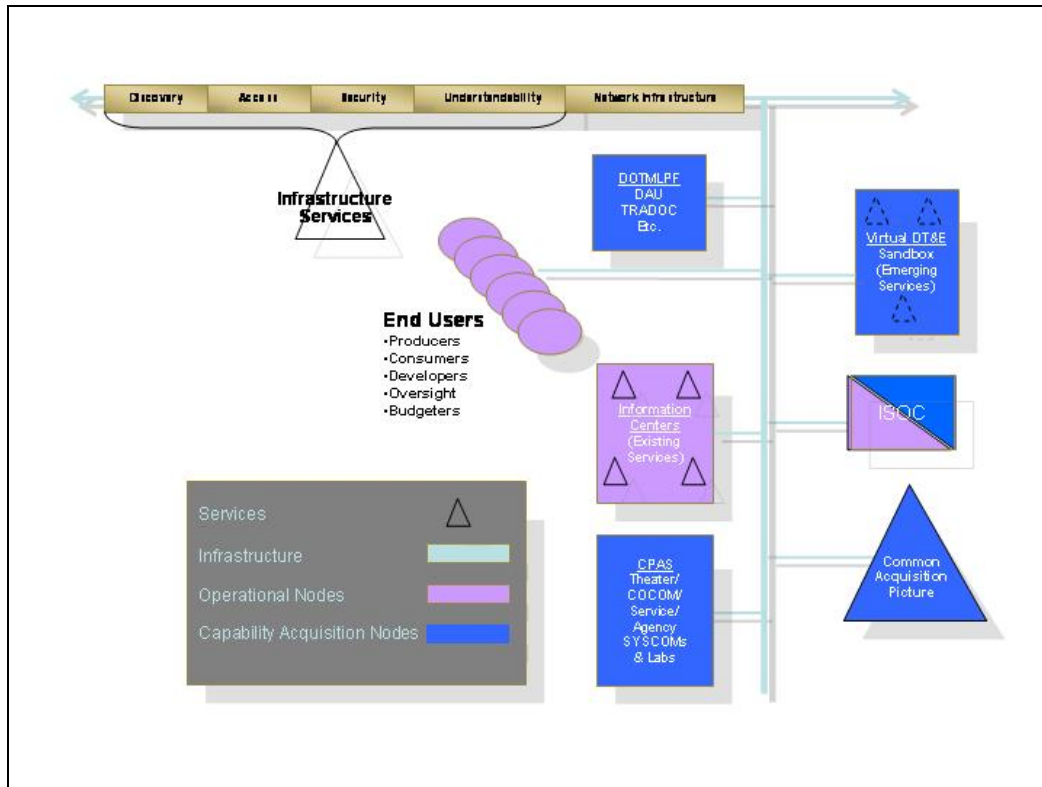 Discovery Access Security Understandability Network Infrastructure
Infrastructure
Services
DOTMLPF
DAU
TRADOC
Etc.
Virtual DT&E
Sandbox
(Emerging
Services)
End Users
•Producers
•Consumers
•Developers
•Oversight
•Budgeters
Information
Centers
(Existing
Services)
ISOC
Services
Infrastructure
Operational Nodes
Capability Acquisition Nodes
CPAS
Theater/
COCOM/
Service/
Agency
SYSCOMs
& Labs
Common
Acquisition
Picture